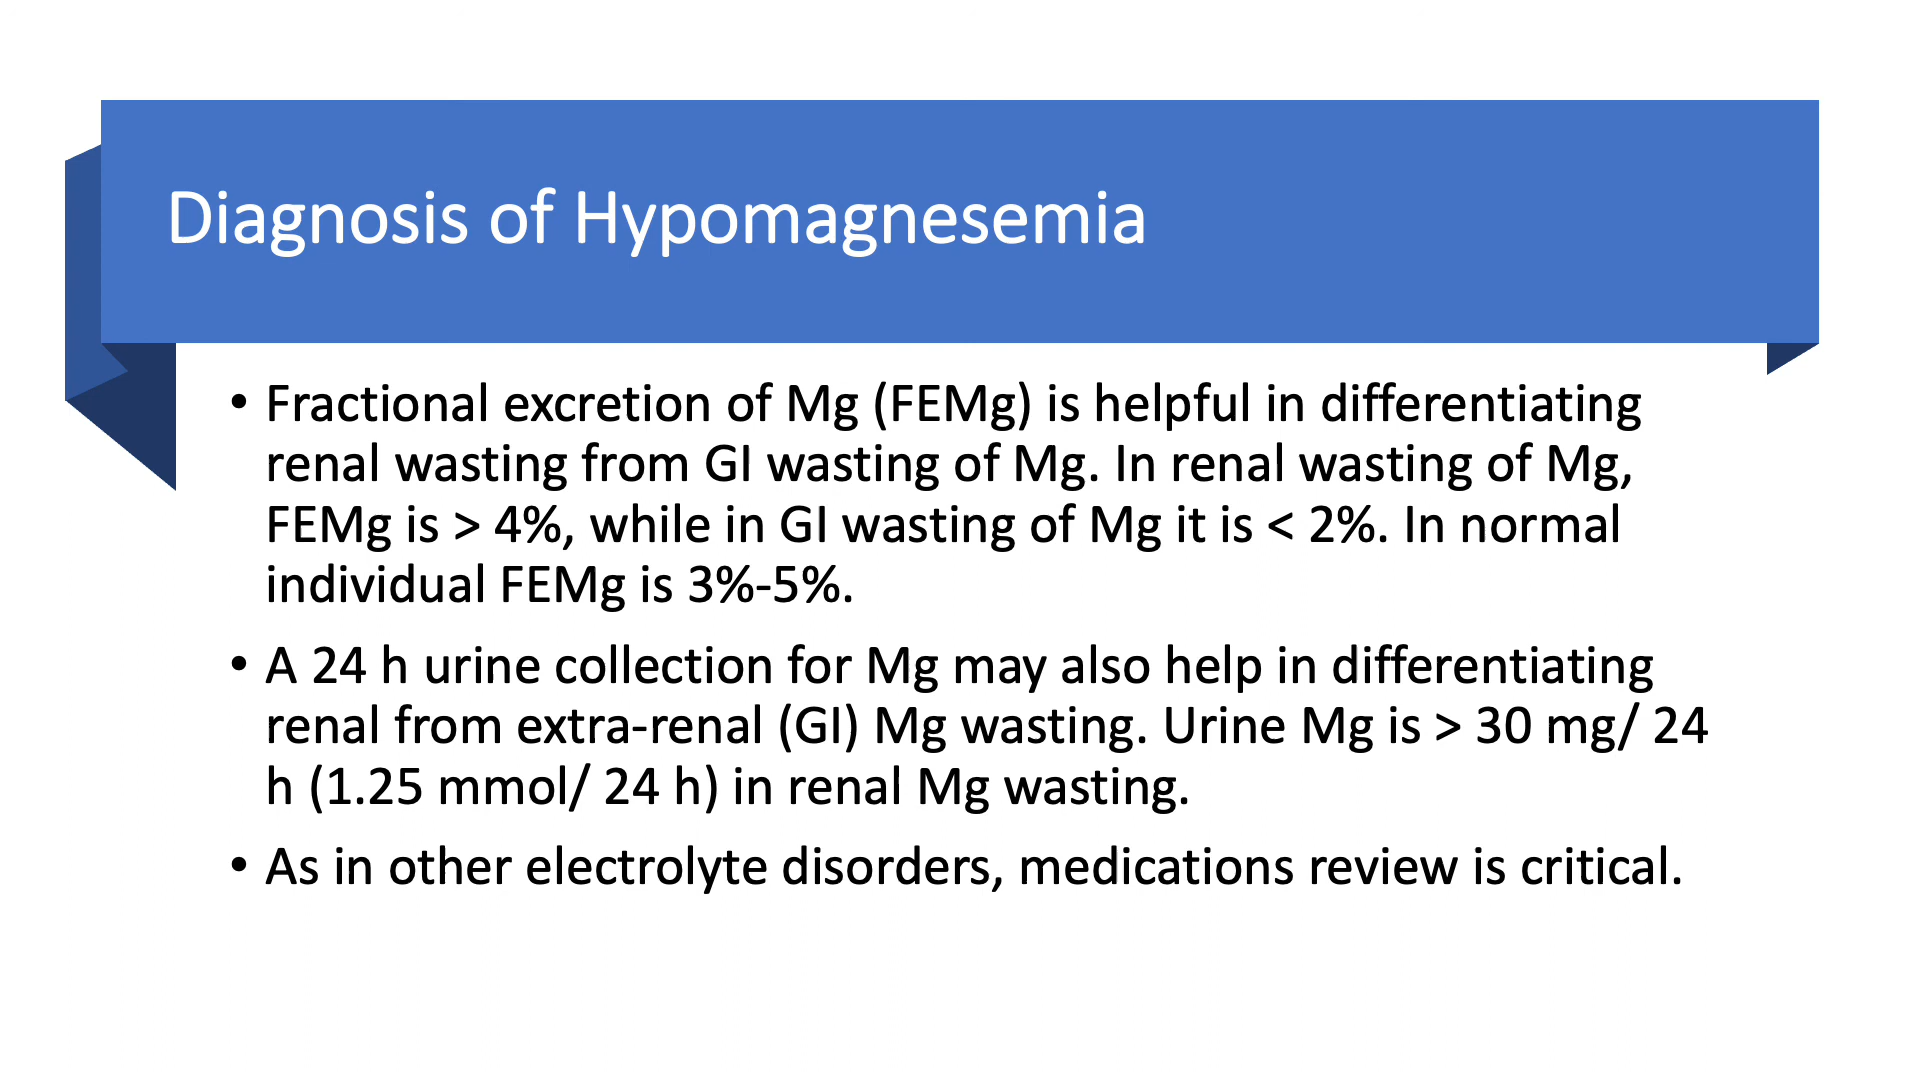 Diagnosis of Hypomagnesemia
• Fractional excretion of Mg (FEMg) is helpful in differentiating
renal wasting from GI wasting of Mg. In renal wasting of Mg,
FEMg is > 4%, while in GI wasting of Mg it is < 2%. In normal
individual FEMg is 3%-5%.
• A 24 h urine collection for Mg may also help in differentiating
renal from extra-renal (GI) Mg wasting. Urine Mg is > 30 mg/ 24
h (1.25 mmol/ 24 h) in renal Mg wasting.
• As in other electrolyte disorders, medications review is critical.